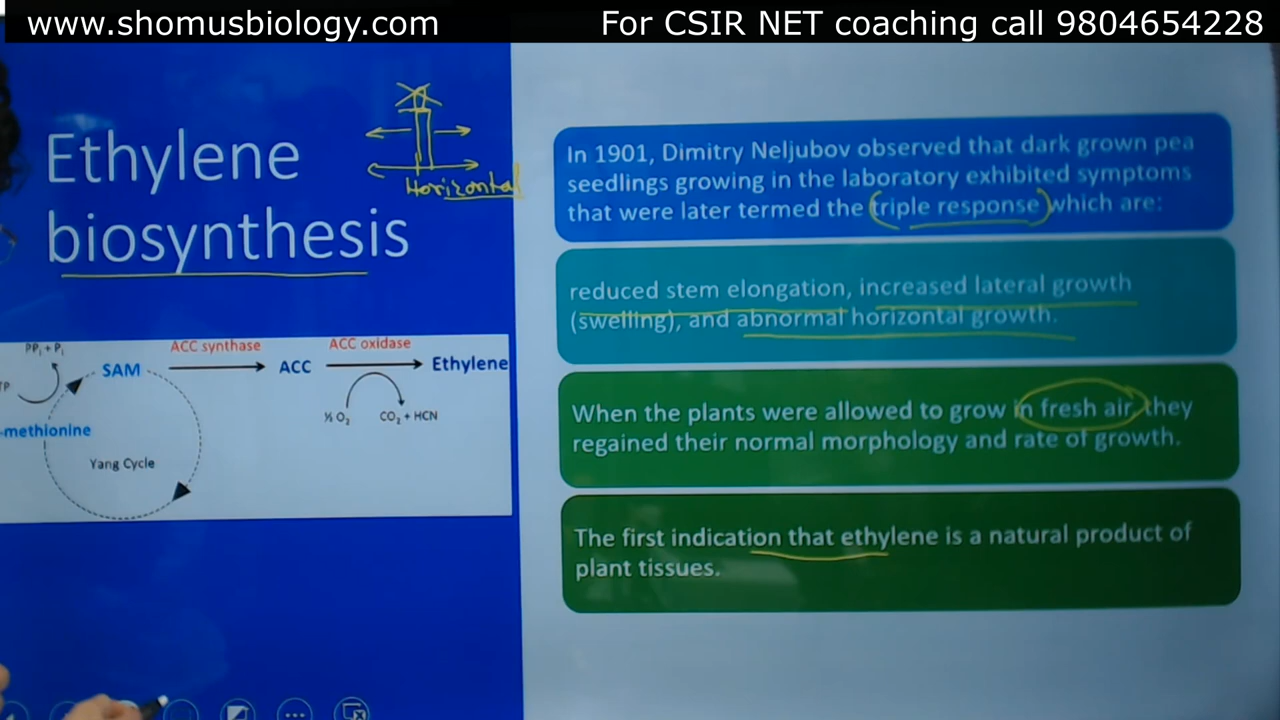 www.shomusbiology.com For CSIR NET coaching call 9804654228
Ethylene
biosynthesis
Horizontal
PPi + Pi
ACC synthase
ACC oxidase
SAM
ACC
Ethylene
½ O2
CO2 + HCN
-methionine
Yang Cycle
In 1901, Dimitry Neljubov observed that dark grown pea
seedlings growing in the laboratory exhibited symptoms
that were later termed the triple response which are:
reduced stem elongation, increased lateral growth
(swelling), and abnormal horizontal growth.
When the plants were allowed to grow in fresh air, they
regained their normal morphology and rate of growth.
The first indication that ethylene is a natural product of
plant tissues.